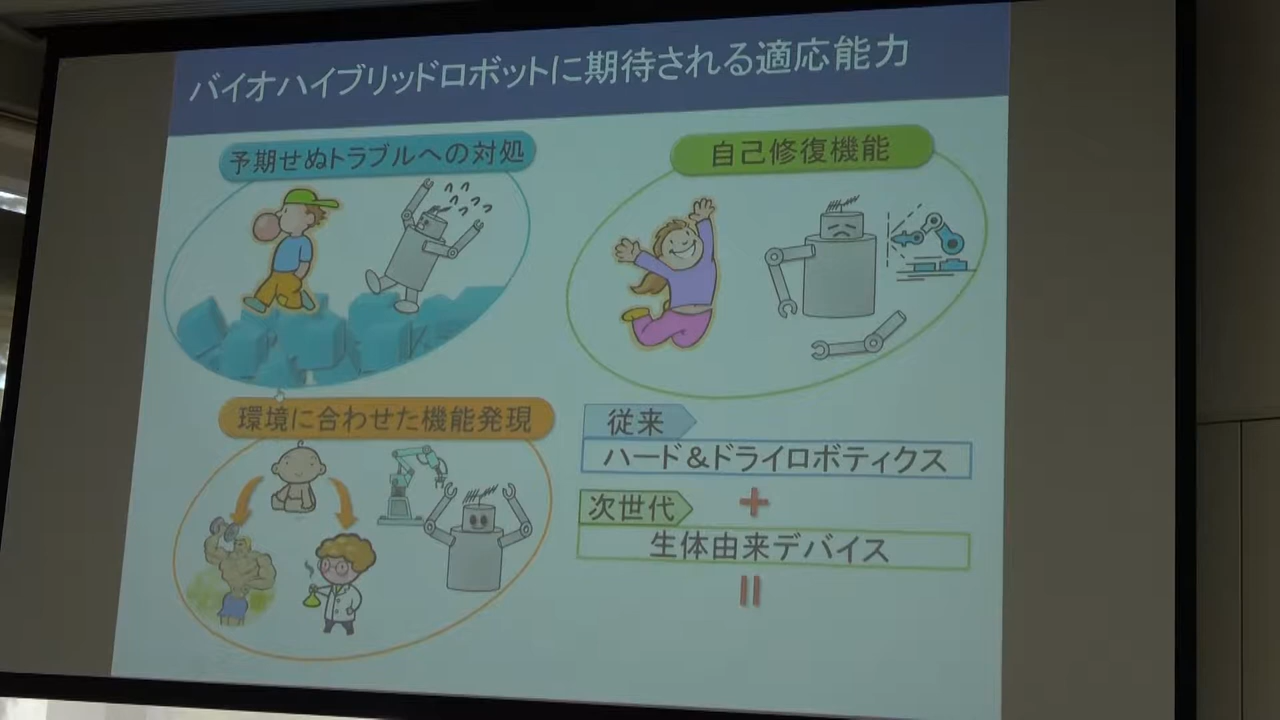 バイオハイブリッドロボットに期待される適応能力
予期せぬトラブルへの対処
自己修復機能
環境に合わせた機能発現
従来
ハード＆ドライロボティクス
+
次世代
生体由来デバイス
=